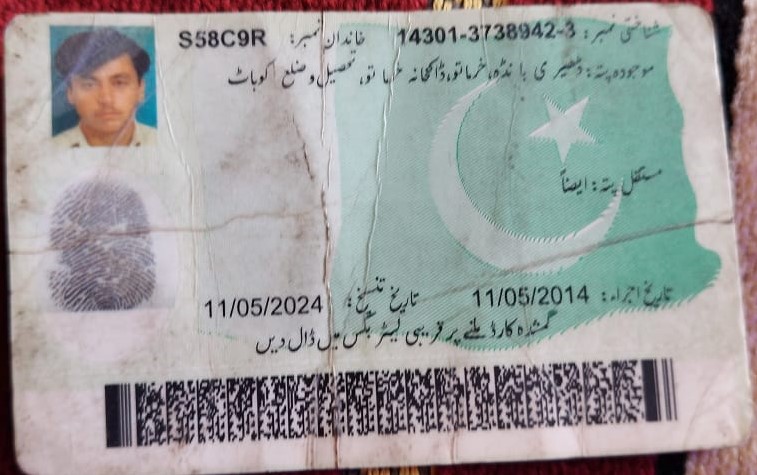 شناختی نمبر: 14301-3738942-3 خاندان نمبر: S58C9R
موجودہ پتہ: ڈھیری بانڈہ، خرماتو، ڈاکخانہ خرماتو، تحصیل و ضلع کوہاٹ
مستقل پتہ: ایضاً
تاریخ اجراء: 11/05/2014 تاریخ تنسیخ: 11/05/2024
گمشدہ کارڈ ملنے پر قریبی لیٹر بکس میں ڈال دیں